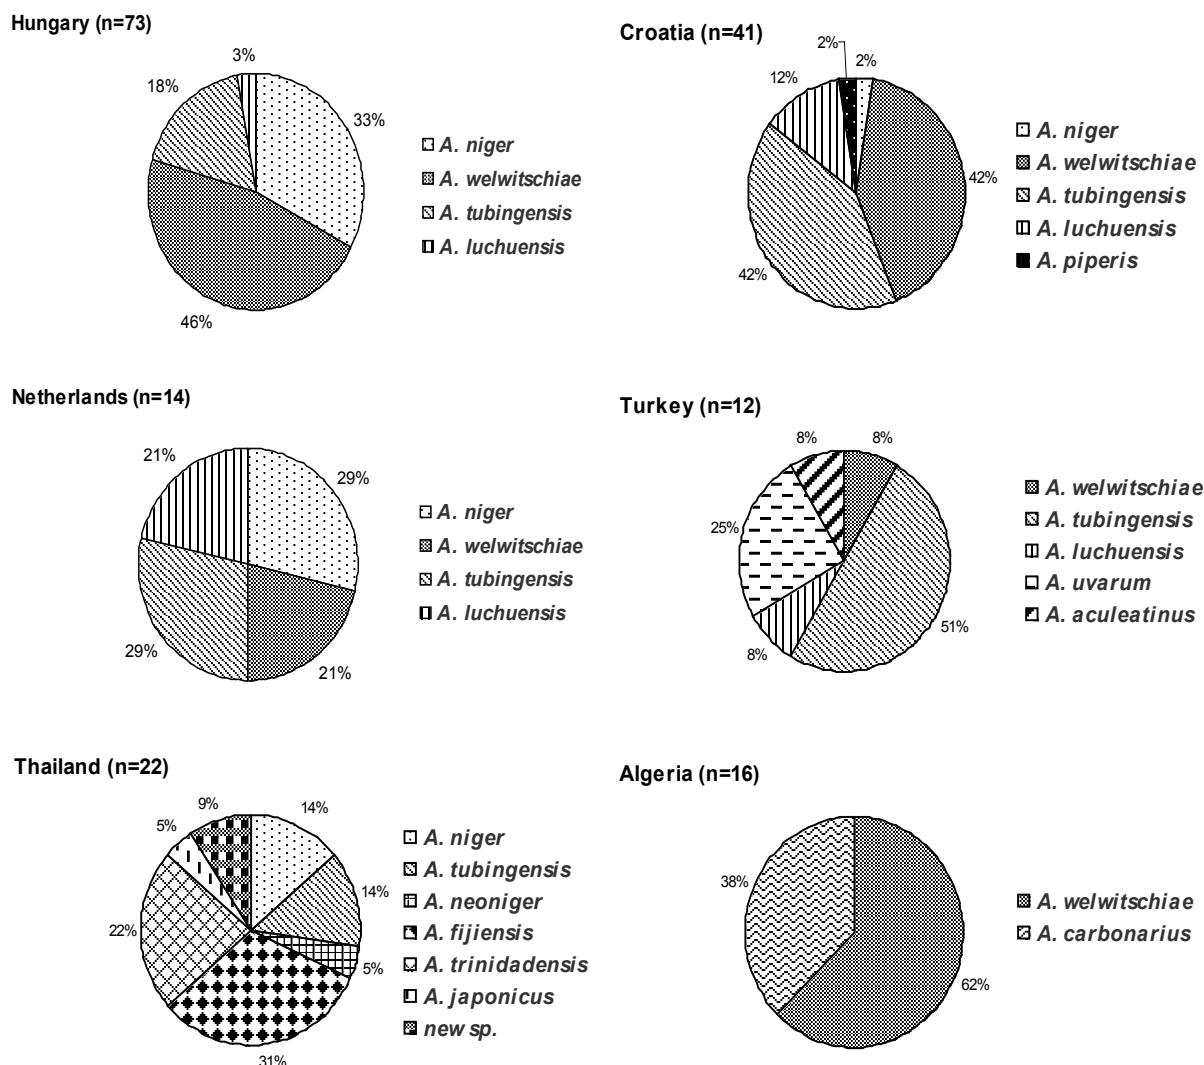 Hungary (n=73)
3%
18%
33%
46%
A. niger
A. welwitschiae
A. tubingensis
A. luchuensis
Croatia (n=41)
2%
2%
12%
42%
42%
A. niger
A. welwitschiae
A. tubingensis
A. luchuensis
A. piperis
Netherlands (n=14)
21%
29%
29%
21%
A. niger
A. welwitschiae
A. tubingensis
A. luchuensis
Turkey (n=12)
8%
8%
25%
8%
51%
A. welwitschiae
A. tubingensis
A. luchuensis
A. uvarum
A. aculeatinus
Thailand (n=22)
9%
14%
5%
14%
22%
5%
31%
A. niger
A. tubingensis
A. neoniger
A. fijiensis
A. trinidadensis
A. japonicus
new sp.
Algeria (n=16)
38%
62%
A. welwitschiae
A. carbonarius